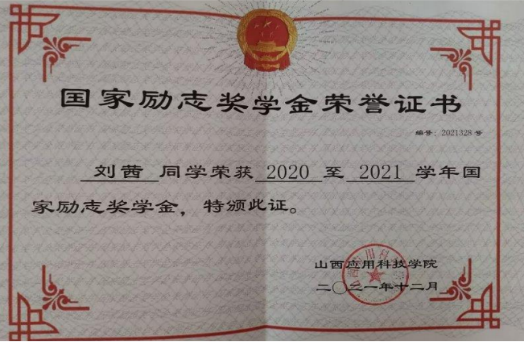 国家励志奖学金荣誉证书
编号：2021328号
刘茜 同学荣获 2020 至 2021 学年国
家励志奖学金，特颁此证。
山西应用科技学院
二〇二一年十二月